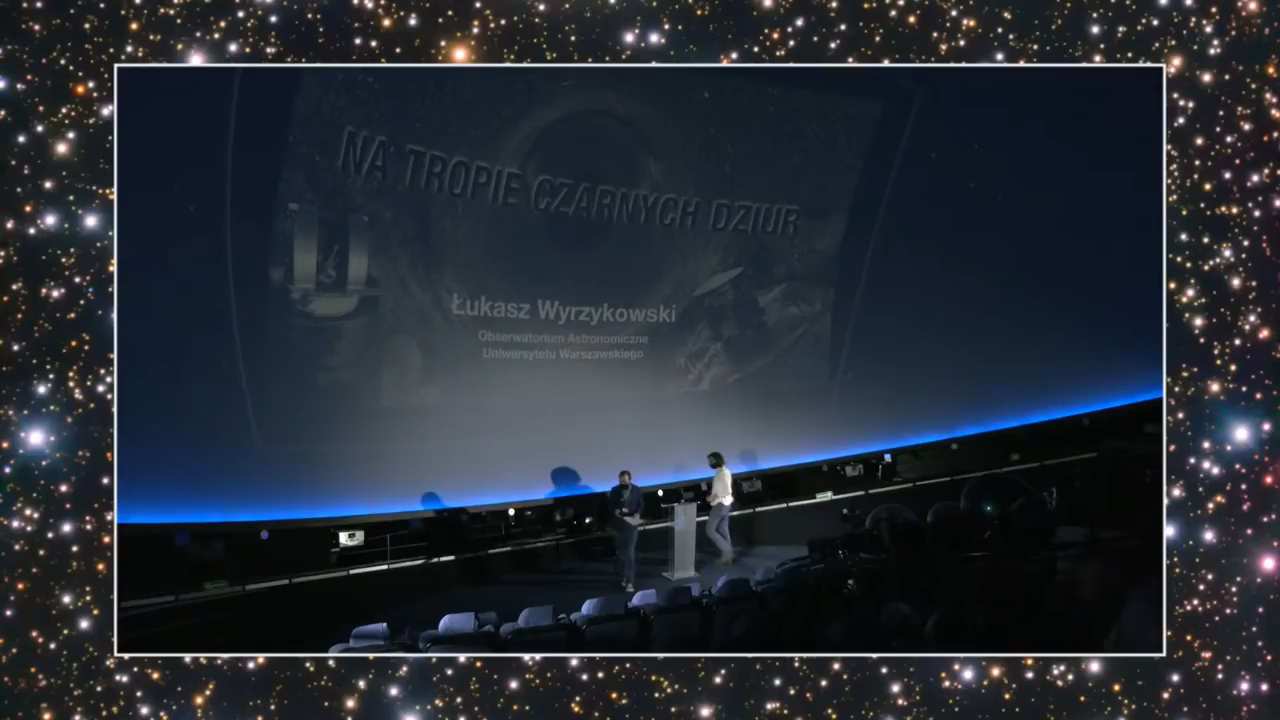 NA TROPIE CZARNYCH DZIUR
Łukasz Wyrzykowski
Obserwatorium Astronomiczne
Uniwersytetu Warszawskiego